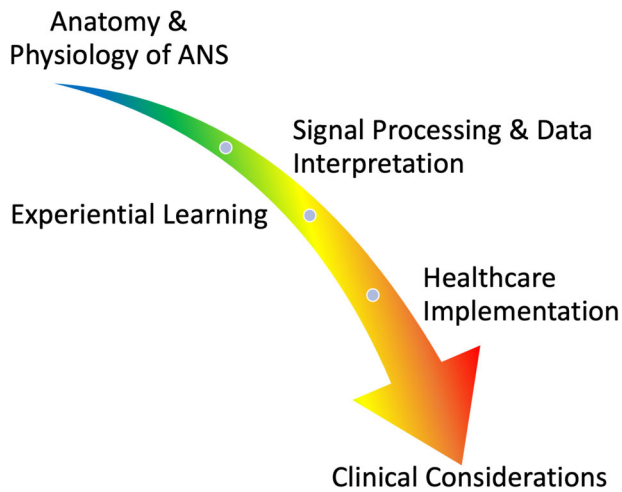 Anatomy &
Physiology of ANS
Signal Processing & Data
Interpretation
Experiential Learning
Healthcare
Implementation
Clinical Considerations